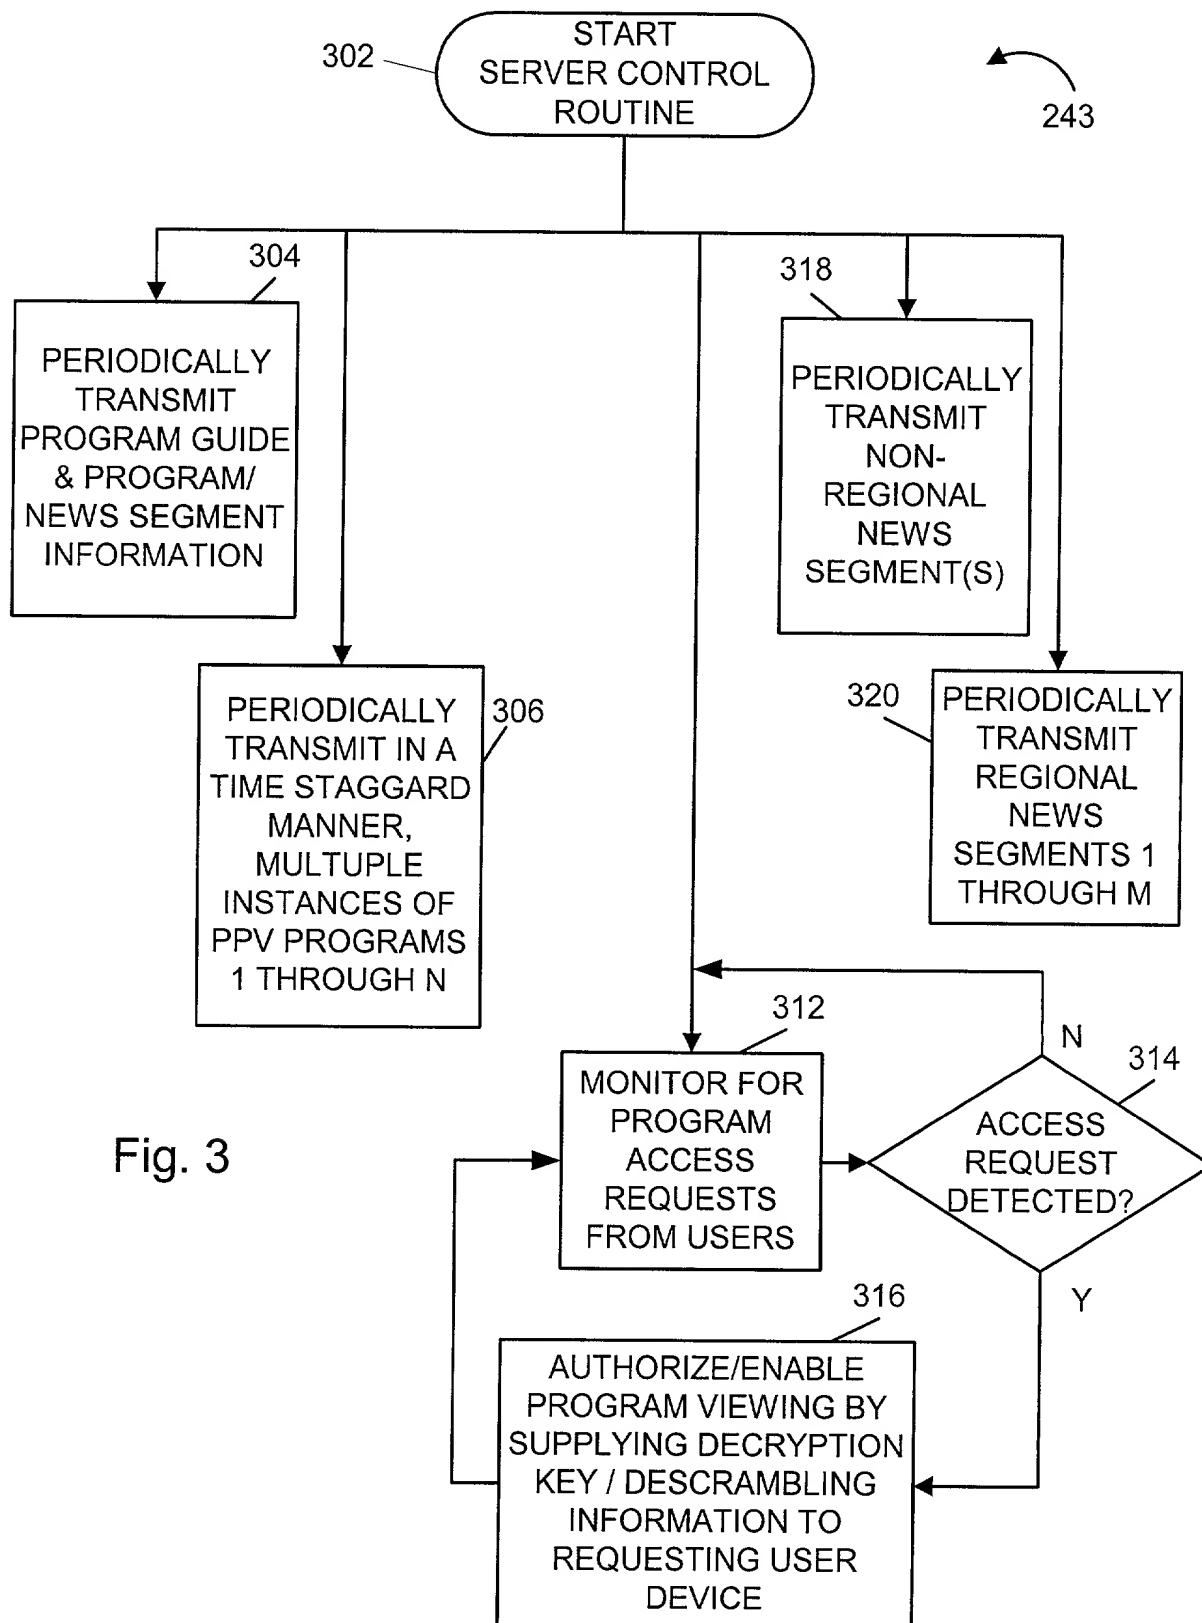 START
SERVER CONTROL
ROUTINE
302
243
304
PERIODICALLY
TRANSMIT
PROGRAM GUIDE
& PROGRAM/
NEWS SEGMENT
INFORMATION
318
PERIODICALLY
TRANSMIT
NON-
REGIONAL
NEWS
SEGMENT(S)
306
PERIODICALLY
TRANSMIT IN A
TIME STAGGARD
MANNER,
MULTUPLE
INSTANCES OF
PPV PROGRAMS
1 THROUGH N
320
PERIODICALLY
TRANSMIT
REGIONAL
NEWS
SEGMENTS 1
THROUGH M
312
MONITOR FOR
PROGRAM
ACCESS
REQUESTS
FROM USERS
N
314
ACCESS
REQUEST
DETECTED?
Y
Fig. 3
316
AUTHORIZE/ENABLE
PROGRAM VIEWING BY
SUPPLYING DECRYPTION
KEY / DESCRAMBLING
INFORMATION TO
REQUESTING USER
DEVICE